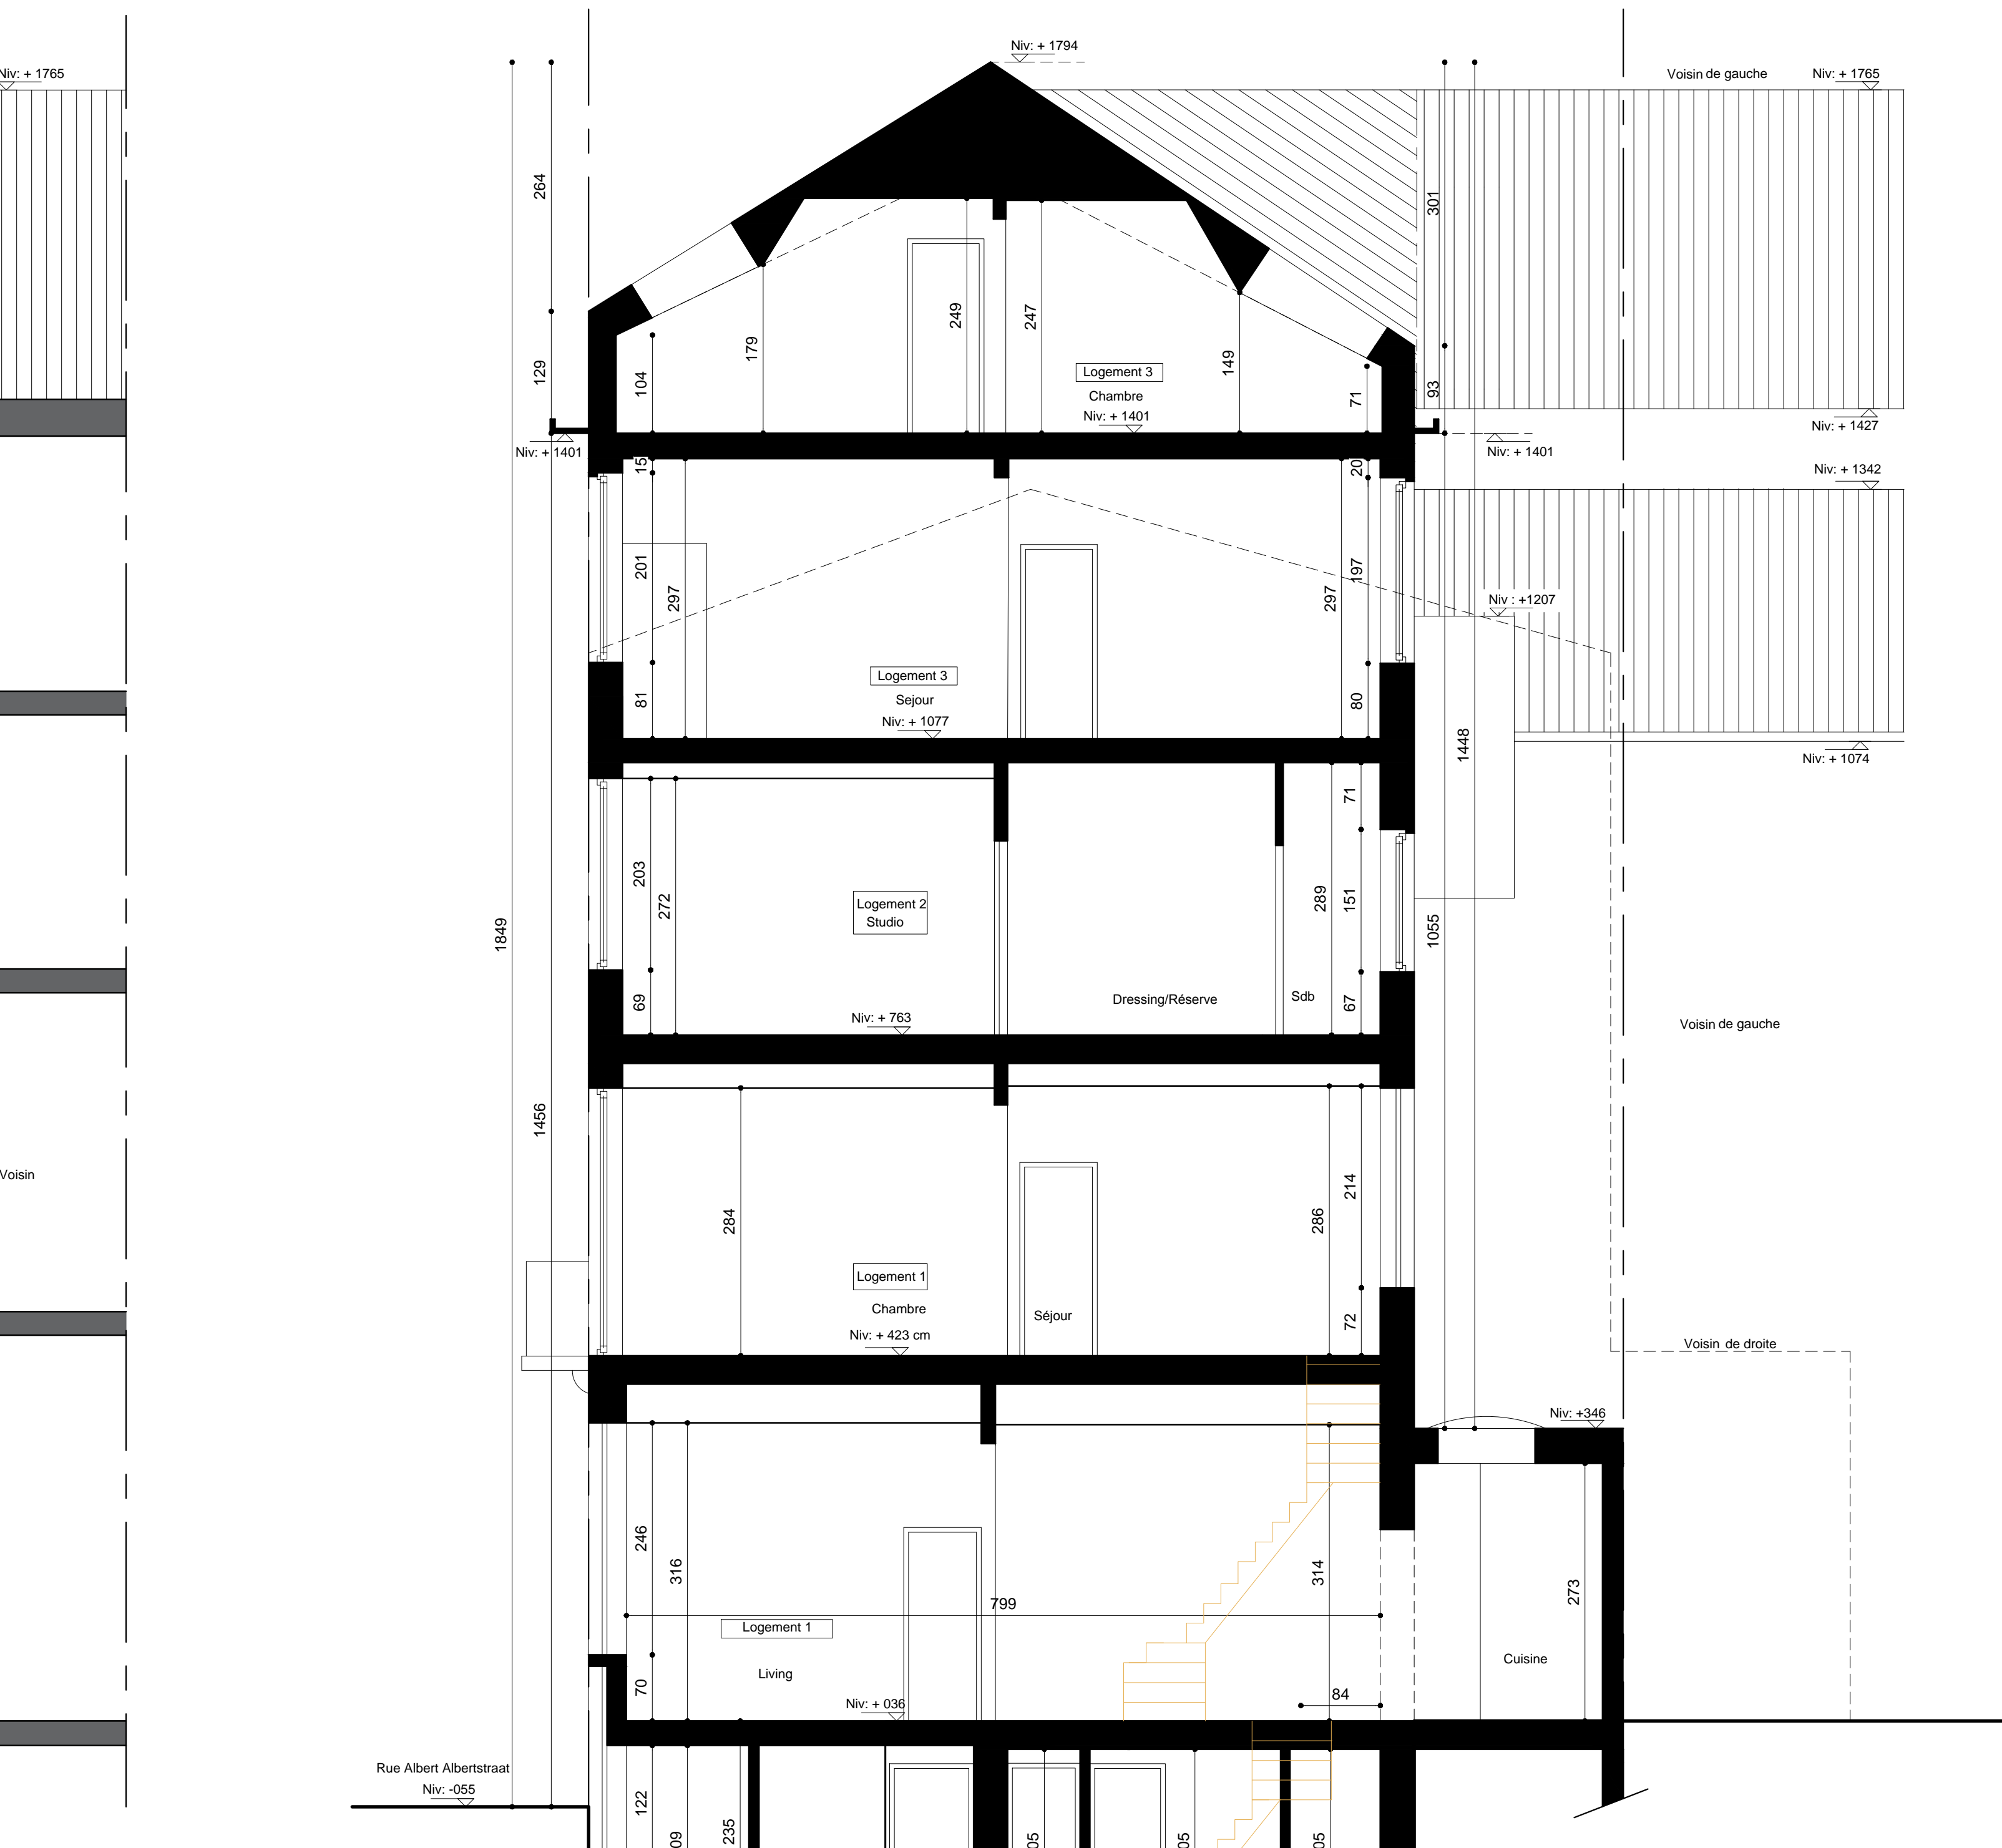 Niv: + 1794
Niv: + 1765
Voisin de gauche
Niv: + 1765
264
301
249
247
179
149
129
104
Logement 3
Chambre
Niv: + 1401
71
93
Niv: + 1427
Niv: + 1401
Niv: + 1401
15
20
Niv: + 1342
201
297
297
197
Niv : +1207
Logement 3
Sejour
Niv: + 1077
81
80
1448
Niv: + 1074
71
203
272
Logement 2
Studio
289
151
1849
1055
69
Dressing/Réserve
Sdb
67
Niv: + 763
Voisin de gauche
1456
Voisin
284
286
214
Logement 1
Chambre
Séjour
72
Niv: + 423 cm
Voisin de droite
Niv: +346
246
316
314
273
799
Logement 1
Living
Cuisine
70
84
Niv: + 036
Rue Albert Albertstraat
Niv: -055
122
235
09
05
05
05